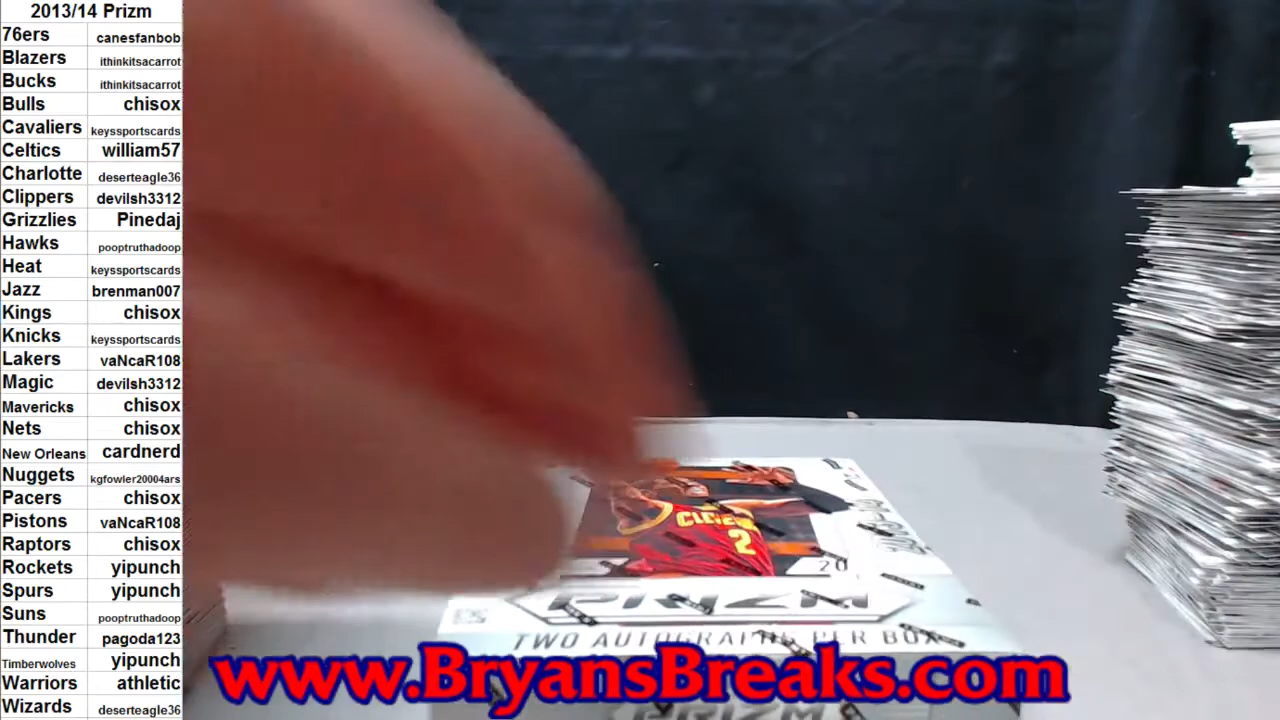 2013/14 Prizm
76ers canesfanbob
Blazers ithinkitsacarrot
Bucks ithinkitsacarrot
Bulls chisox
Cavaliers keyssportscards
Celtics william57
Charlotte deserteagle36
Clippers devilsh3312
Grizzlies Pinedaj
Hawks pooptruthadoop
Heat keyssportscards
Jazz brenman007
Kings chisox
Knicks keyssportscards
Lakers vaNcaR108
Magic devilsh3312
Mavericks chisox
Nets chisox
New Orleans cardnerd
Nuggets kgfowler20004ars
Pacers chisox
Pistons vaNcaR108
Raptors chisox
Rockets yipunch
Spurs yipunch
Suns pooptruthadoop
Thunder pagoda123
Timberwolves yipunch
Warriors athletic
Wizards deserteagle36
2
20
PRIZM
TWO AUTOGRAPHS PER BOX
www.BryansBreaks.com
PRIZM